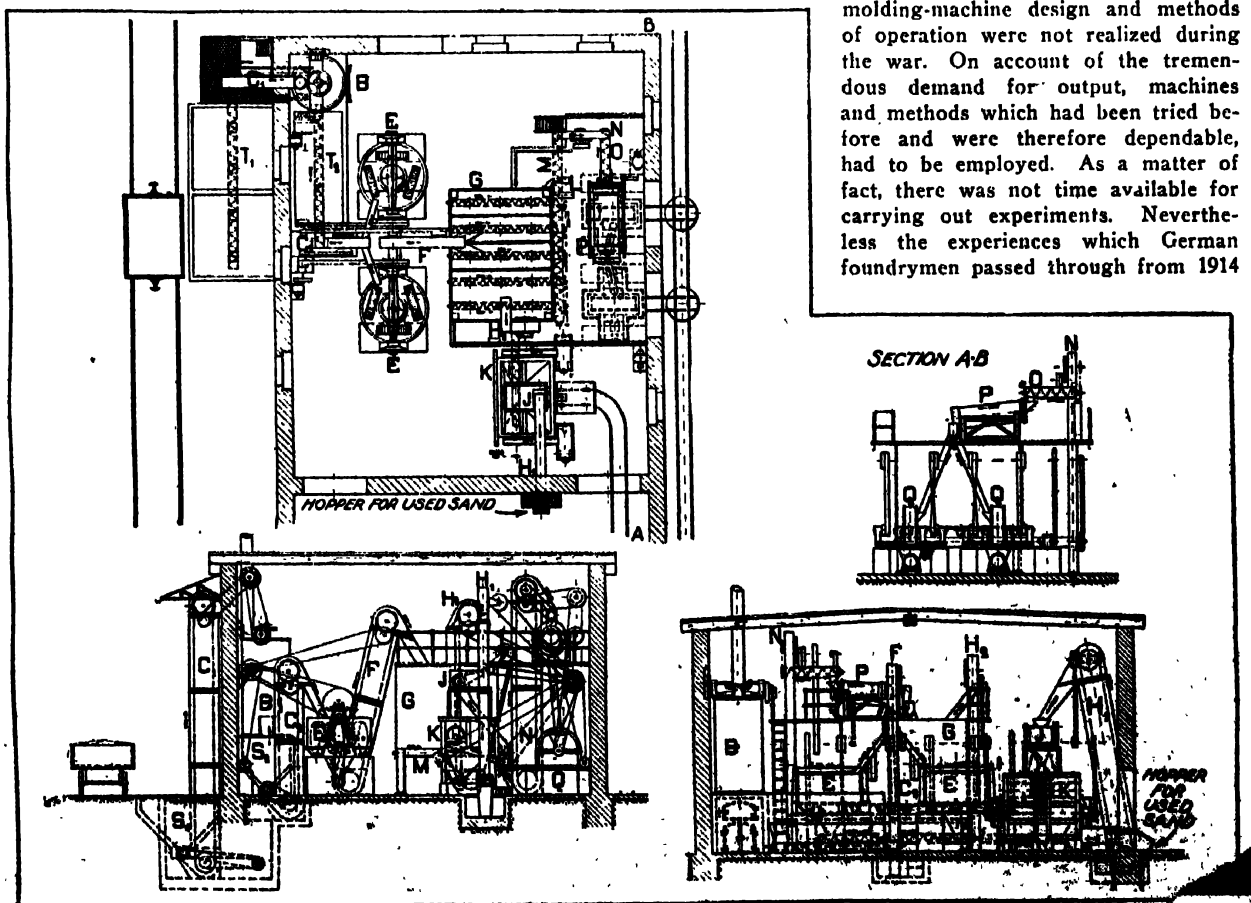 molding-machine design and methods
of operation were not realized during
the war. On account of the tremen-
dous demand for output, machines
and methods which had been tried be-
fore and were therefore dependable,
had to be employed. As a matter of
fact, there was not time available for
carrying out experiments. Neverthe-
less the experiences which German
foundrymen passed through from 1914
B
B
E
N
O
M
T₁
G
F
E
K
J
H
HOPPER FOR USED SAND
A
SECTION A-B
N
O
P
Q Q
H₁
C
F
B
G
J
K
N
M
Q
N
F
H₂
P
B
G
E
E
K
H
HOPPER
FOR
USED
SAND